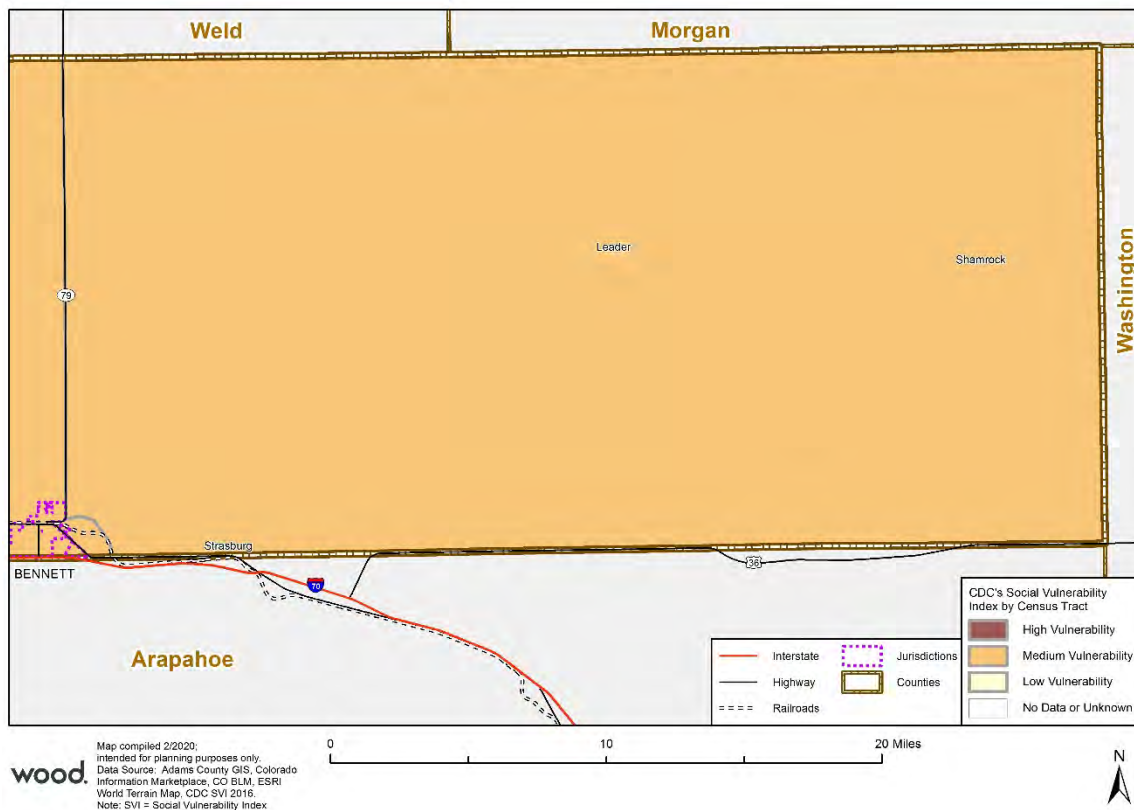 Weld
Morgan
Washington
Leader
Shamrock
79
Strasburg
BENNETT
70
36
Arapahoe
Interstate
Highway
Railroads
Jurisdictions
Counties
CDC's Social Vulnerability
Index by Census Tract
High Vulnerability
Medium Vulnerability
Low Vulnerability
No Data or Unknown
wood.
Map compiled 2/2020;
intended for planning purposes only.
Data Source: Adams County GIS, Colorado
Information Marketplace, CO BLM, ESRI
World Terrain Map, CDC SVI 2016.
Note: SVI = Social Vulnerability Index
0
10
20 Miles
N